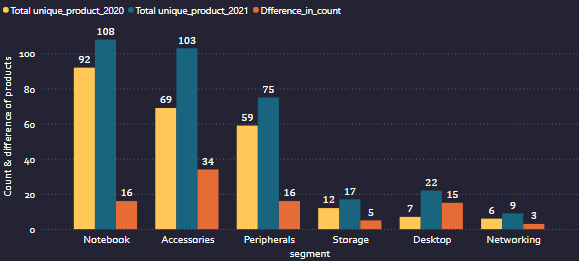 Total unique_product_2020 Total unique_product_2021 Dfference_in_count
Count & dfference of products
100
80
60
40
20
0
92 108 16
69 103 34
59 75 16
12 17 5
7 22 15
6 9 3
Notebook Accessories Peripherals Storage Desktop Networking
segment